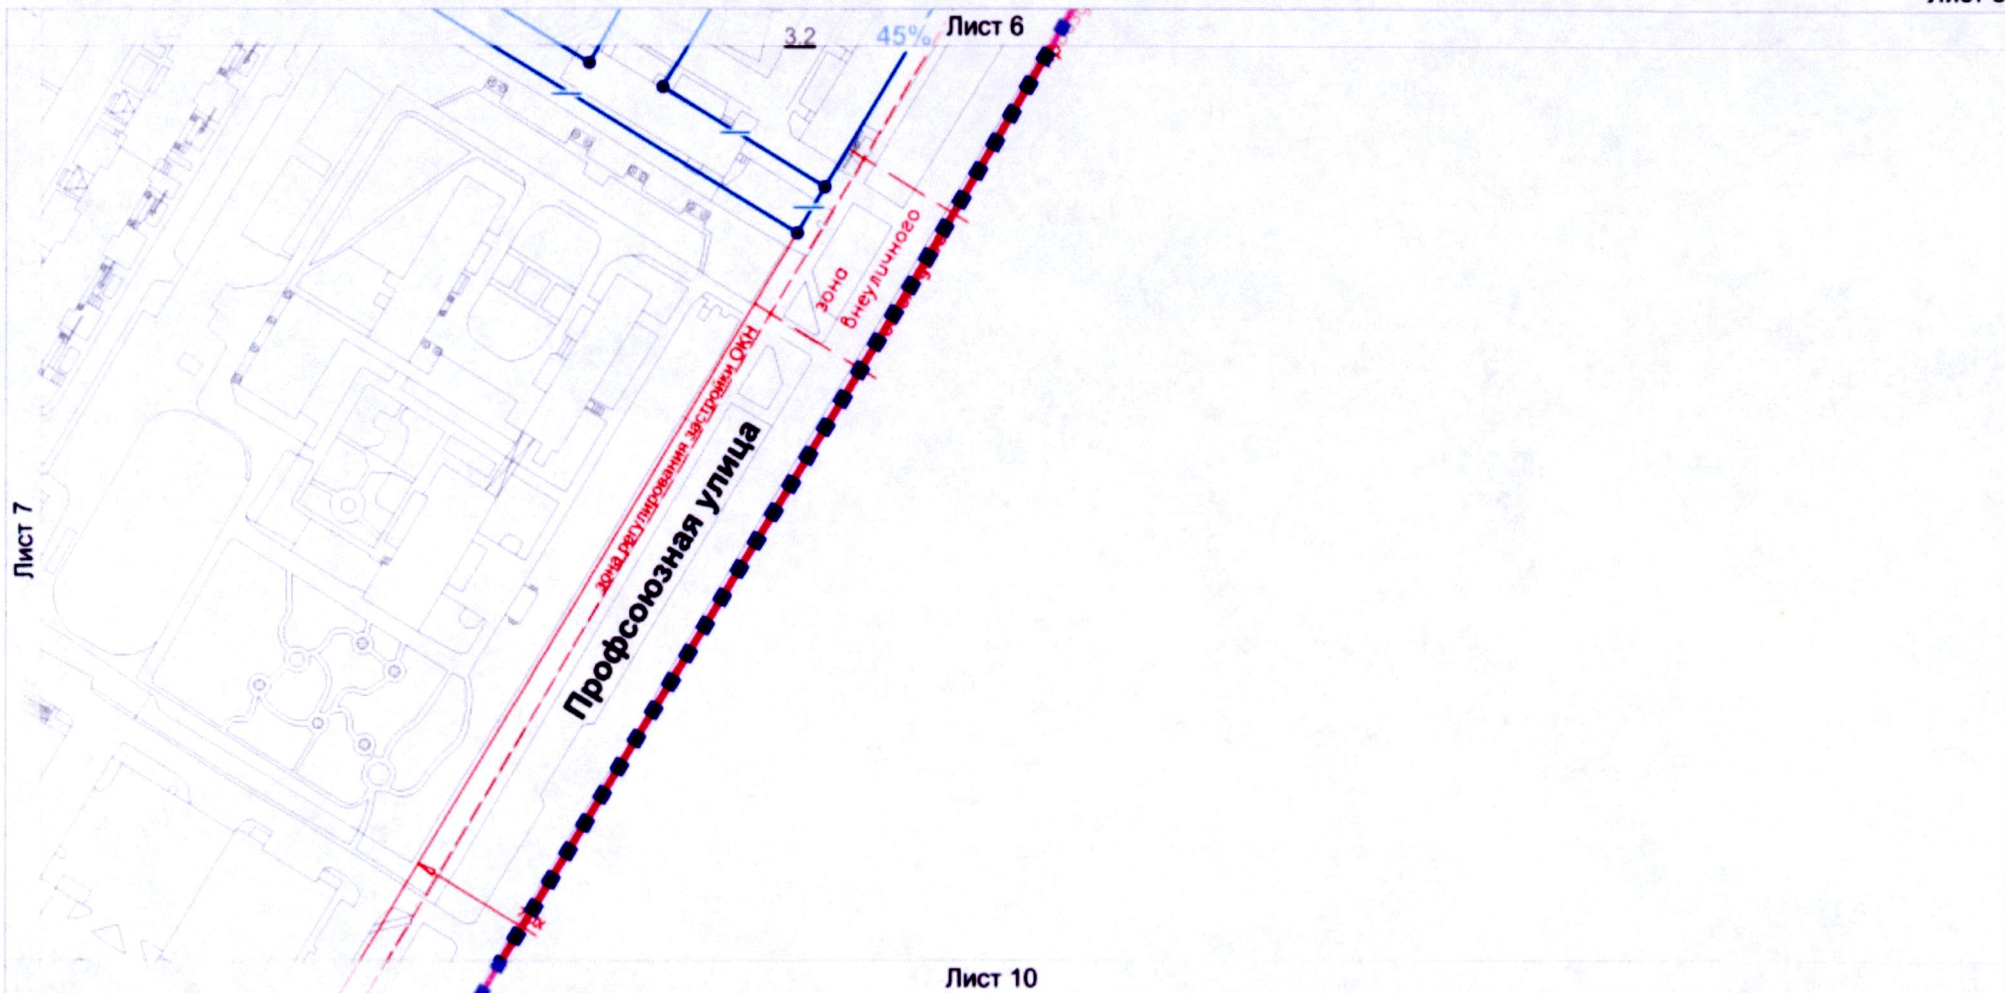 3.2
45%
Лист 6
зона
внеуличного
зона регулирования застройки ОКН
Профсоюзная улица
Лист 7
Лист 10